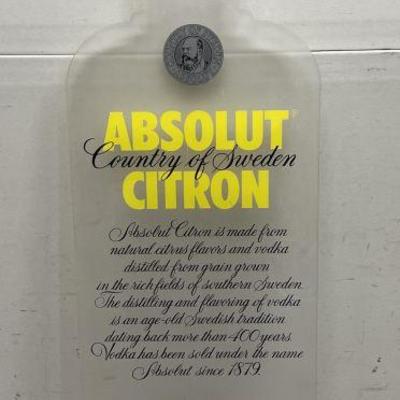 ABSOLUT
Country of Sweden
CITRON
Absolut Citron is made from
natural citrus flavors and vodka
distilled from grain grown
in the rich fields of southern Sweden.
The distilling and flavoring of vodka
is an age-old Swedish tradition
dating back more than 400 years.
Vodka has been sold under the name
Absolut since 1879.